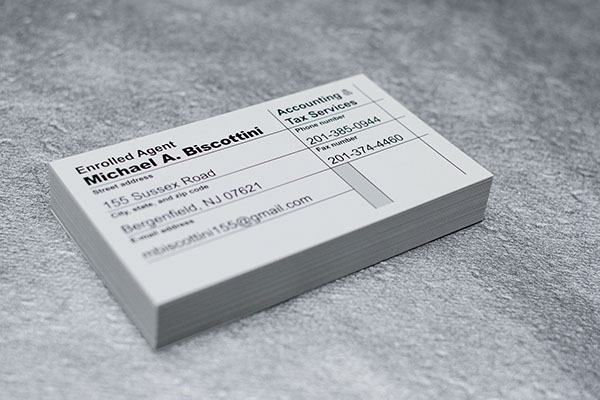 Enrolled Agent
Michael A. Biscottini
Street address
155 Sussex Road
City, state, and zip code
Bergenfield, NJ 07621
E-mail address
mbiscottini155@gmail.com
Accounting
Tax Services
Phone number
201-385-0944
Fax number
201-374-4460